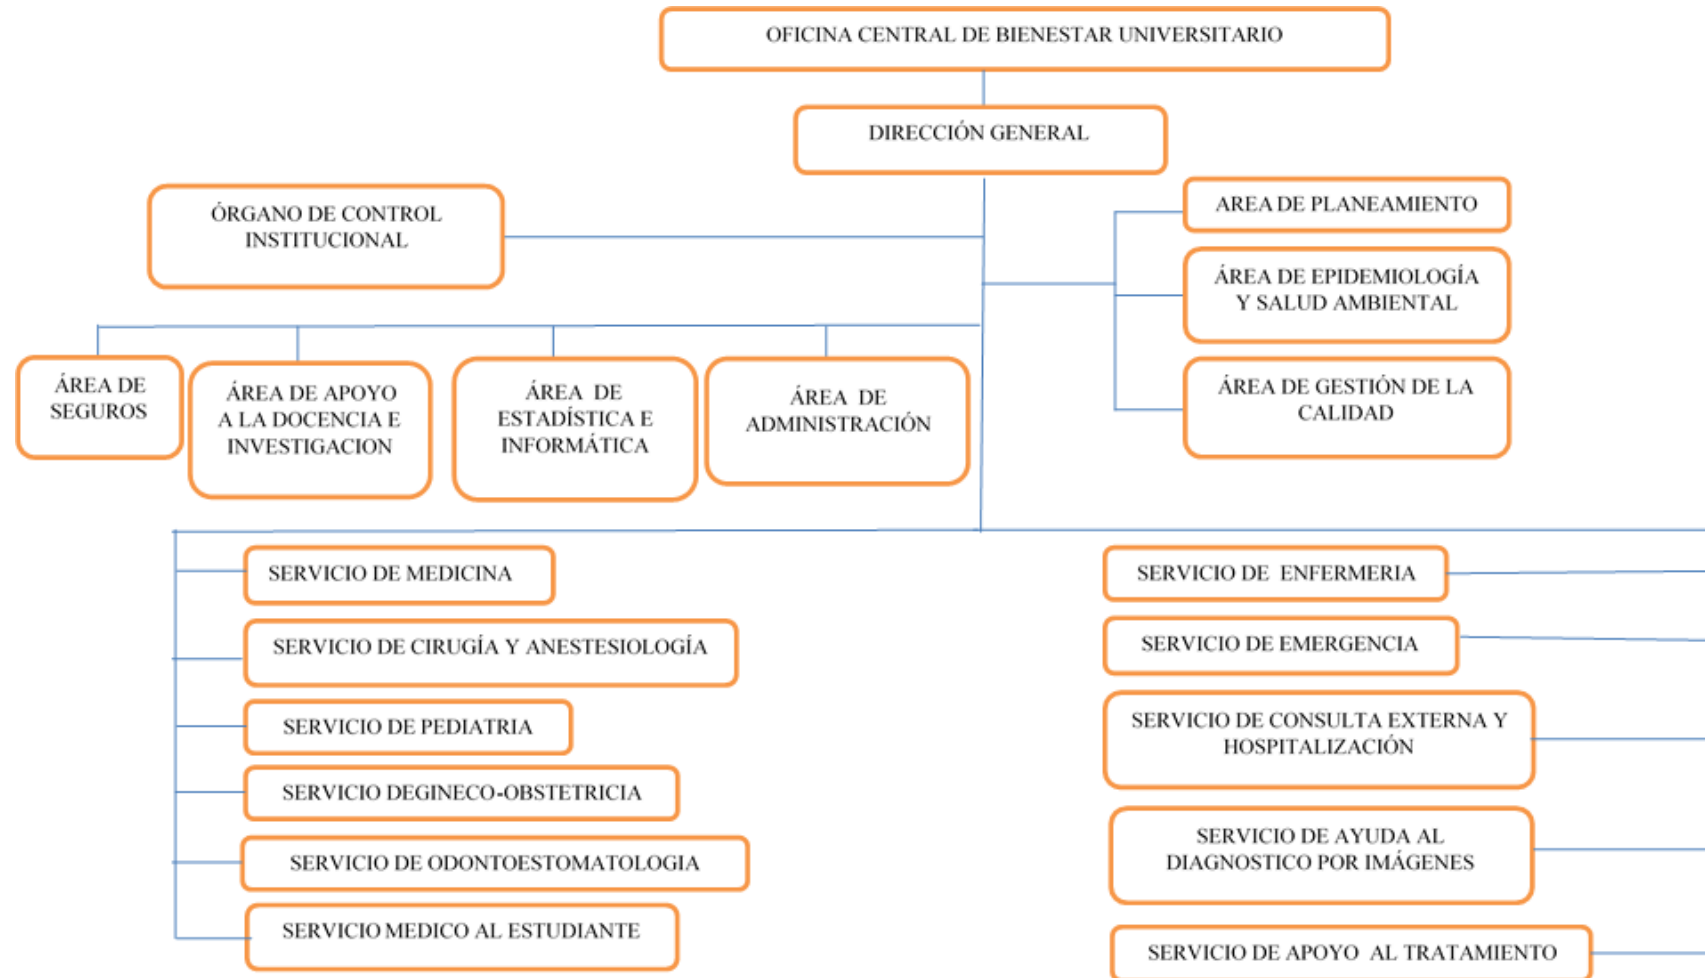 OFICINA CENTRAL DE BIENESTAR UNIVERSITARIO
DIRECCIÓN GENERAL
ÓRGANO DE CONTROL
INSTITUCIONAL
AREA DE PLANEAMIENTO
ÁREA DE EPIDEMIOLOGÍA
Y SALUD AMBIENTAL
ÁREA DE GESTIÓN DE LA
CALIDAD
ÁREA DE
SEGUROS
ÁREA DE APOYO
A LA DOCENCIA E
INVESTIGACION
ÁREA DE
ESTADÍSTICA E
INFORMÁTICA
ÁREA DE
ADMINISTRACIÓN
SERVICIO DE MEDICINA
SERVICIO DE CIRUGÍA Y ANESTESIOLOGÍA
SERVICIO DE PEDIATRIA
SERVICIO DEGINECO-OBSTETRICIA
SERVICIO DE ODONTOESTOMATOLOGIA
SERVICIO MEDICO AL ESTUDIANTE
SERVICIO DE ENFERMERIA
SERVICIO DE EMERGENCIA
SERVICIO DE CONSULTA EXTERNA Y
HOSPITALIZACIÓN
SERVICIO DE AYUDA AL
DIAGNOSTICO POR IMÁGENES
SERVICIO DE APOYO AL TRATAMIENTO